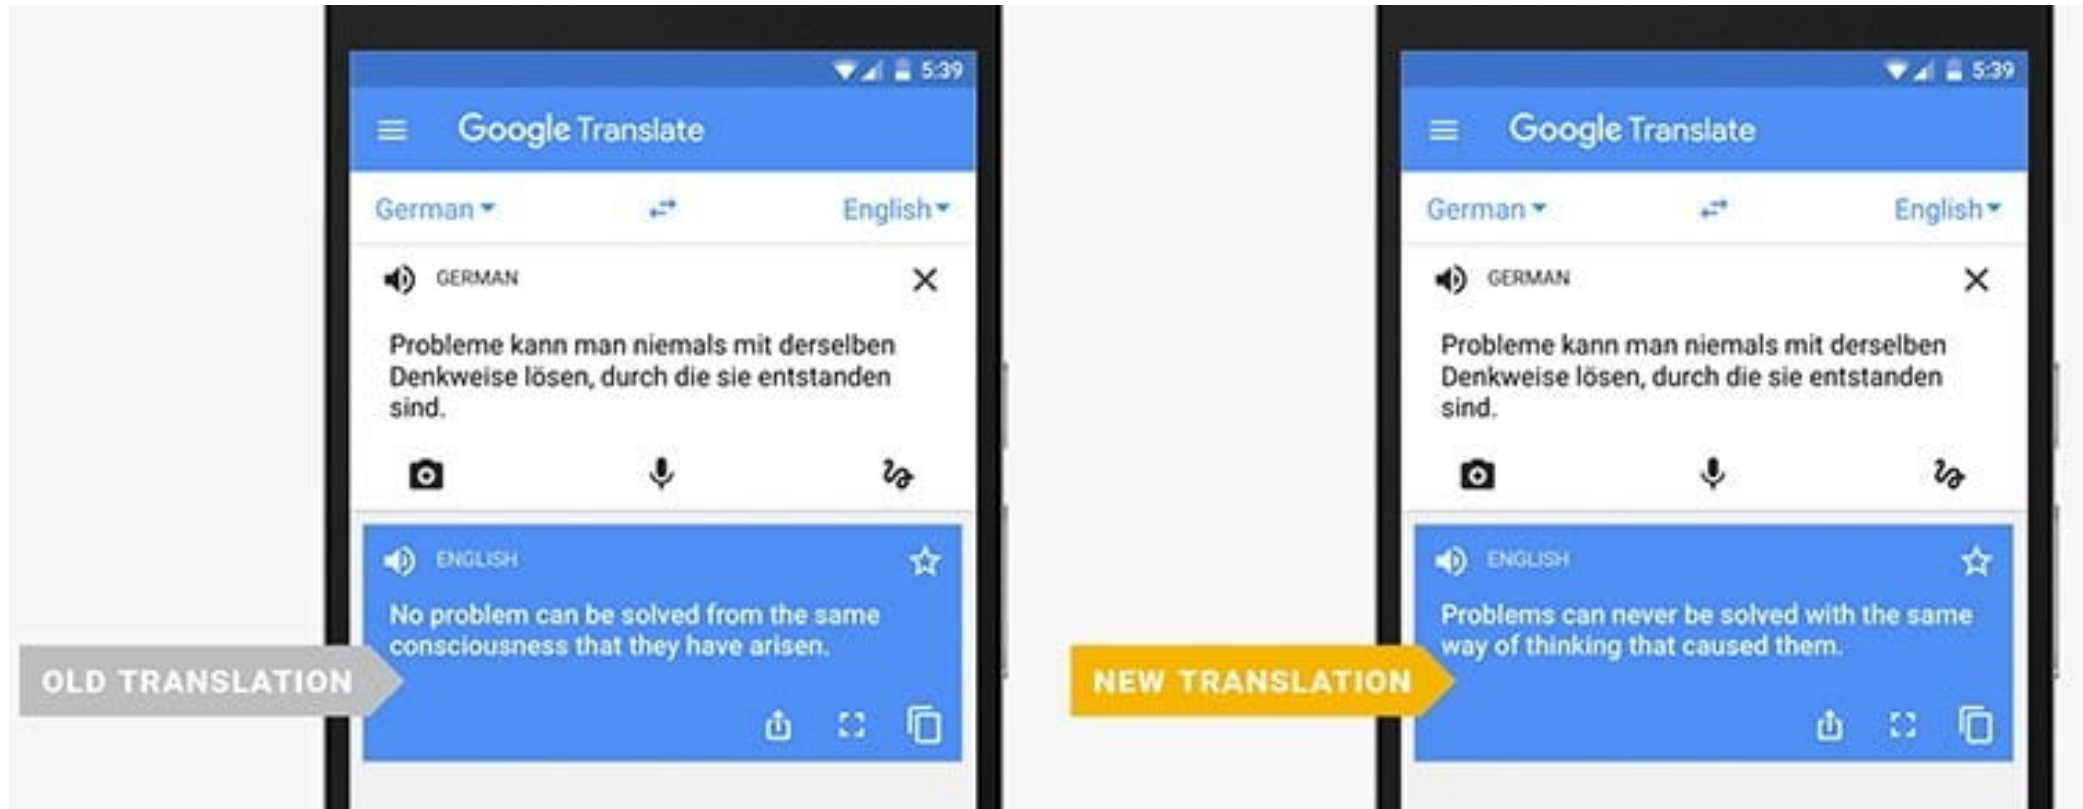 5:39
Google Translate
German
English
GERMAN
Probleme kann man niemals mit derselben
Denkweise lösen, durch die sie entstanden
sind.
ENGLISH
No problem can be solved from the same
consciousness that they have arisen.
OLD TRANSLATION
5:39
Google Translate
German
English
GERMAN
Probleme kann man niemals mit derselben
Denkweise lösen, durch die sie entstanden
sind.
ENGLISH
Problems can never be solved with the same
way of thinking that caused them.
NEW TRANSLATION